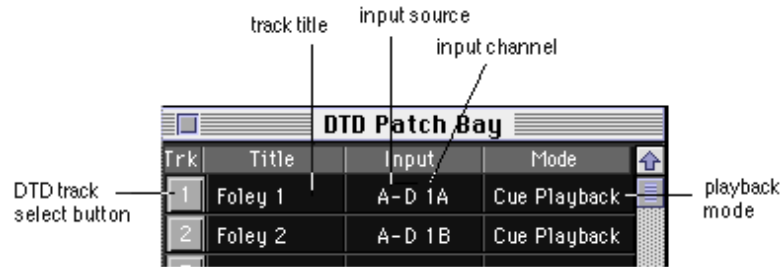 track title
input source
input channel
DTD Patch Bay
Trk Title Input Mode
DTD track
select button
1 Foley 1 A-D 1A Cue Playback
playback
mode
2 Foley 2 A-D 1B Cue Playback